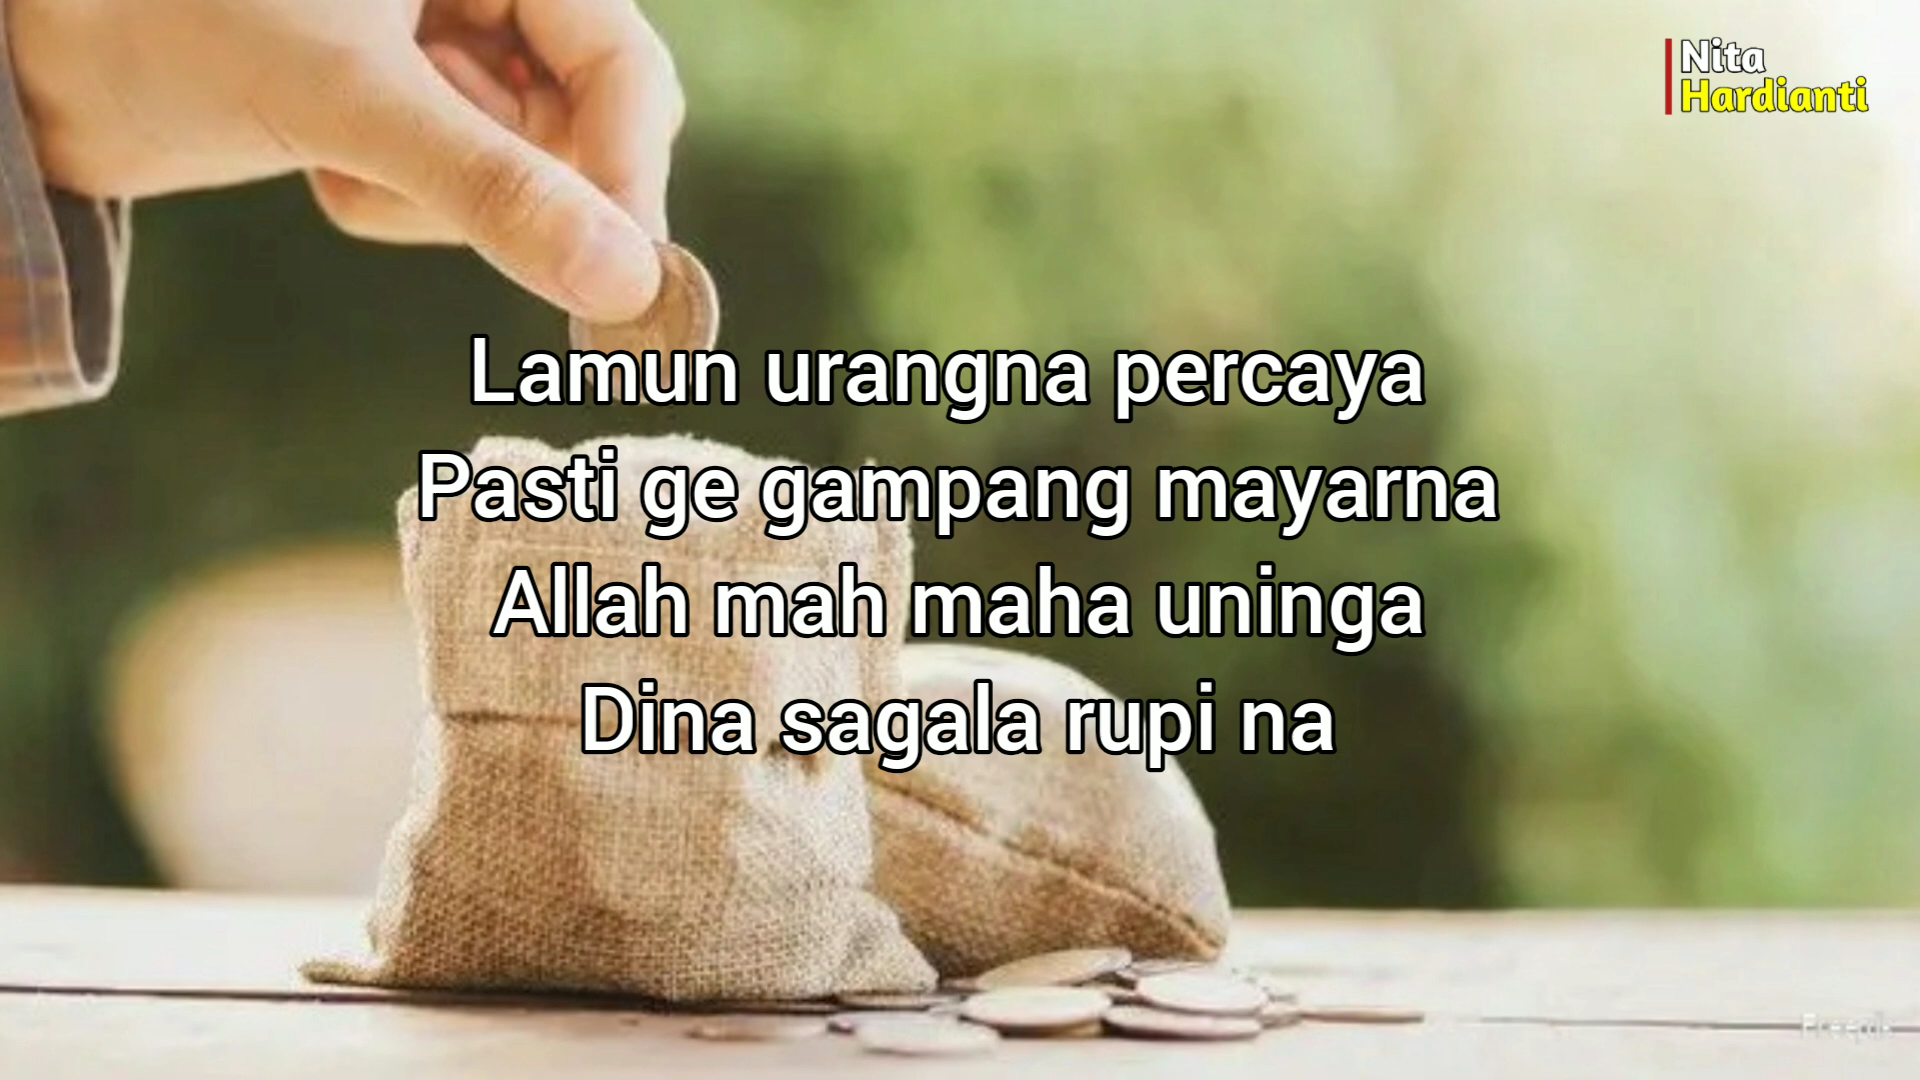 Nita
Hardianti
Lamun urangna percaya
Pasti ge gampang mayarna
Allah mah maha uninga
Dina sagala rupi na